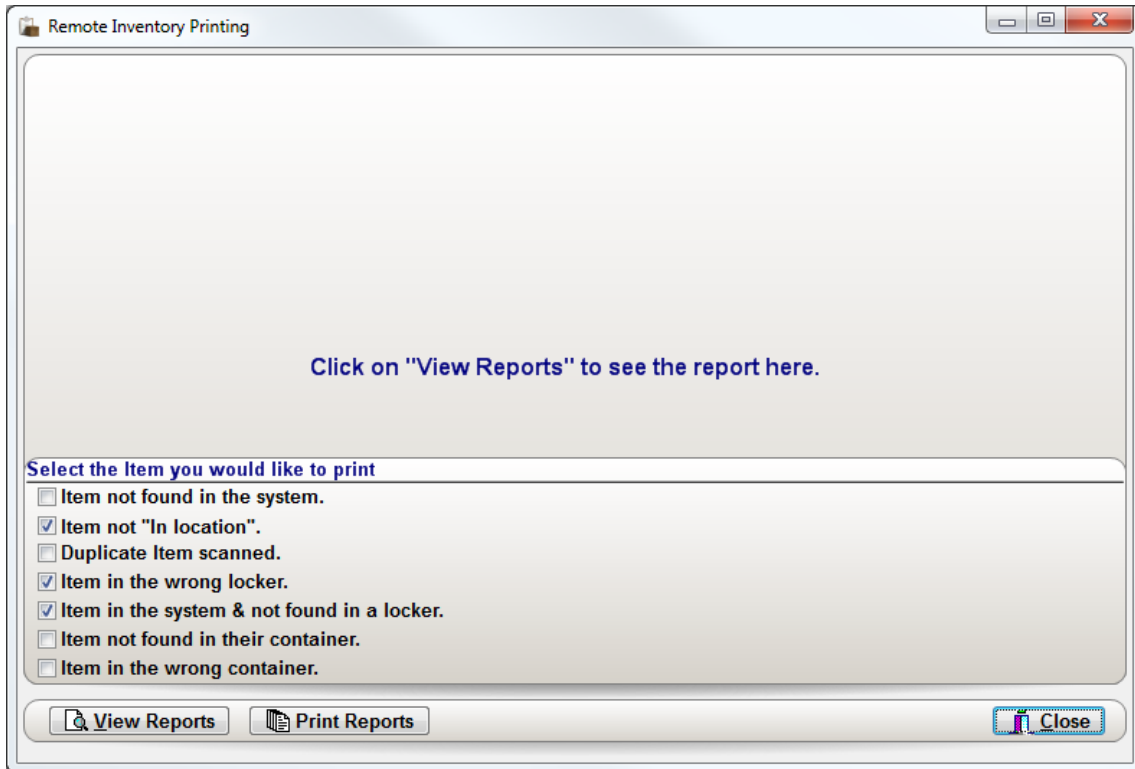 Remote Inventory Printing
Click on "View Reports" to see the report here.
Select the Item you would like to print
Item not found in the system.
Item not "In location".
Duplicate Item scanned.
Item in the wrong locker.
Item in the system & not found in a locker.
Item not found in their container.
Item in the wrong container.
View Reports Print Reports Close